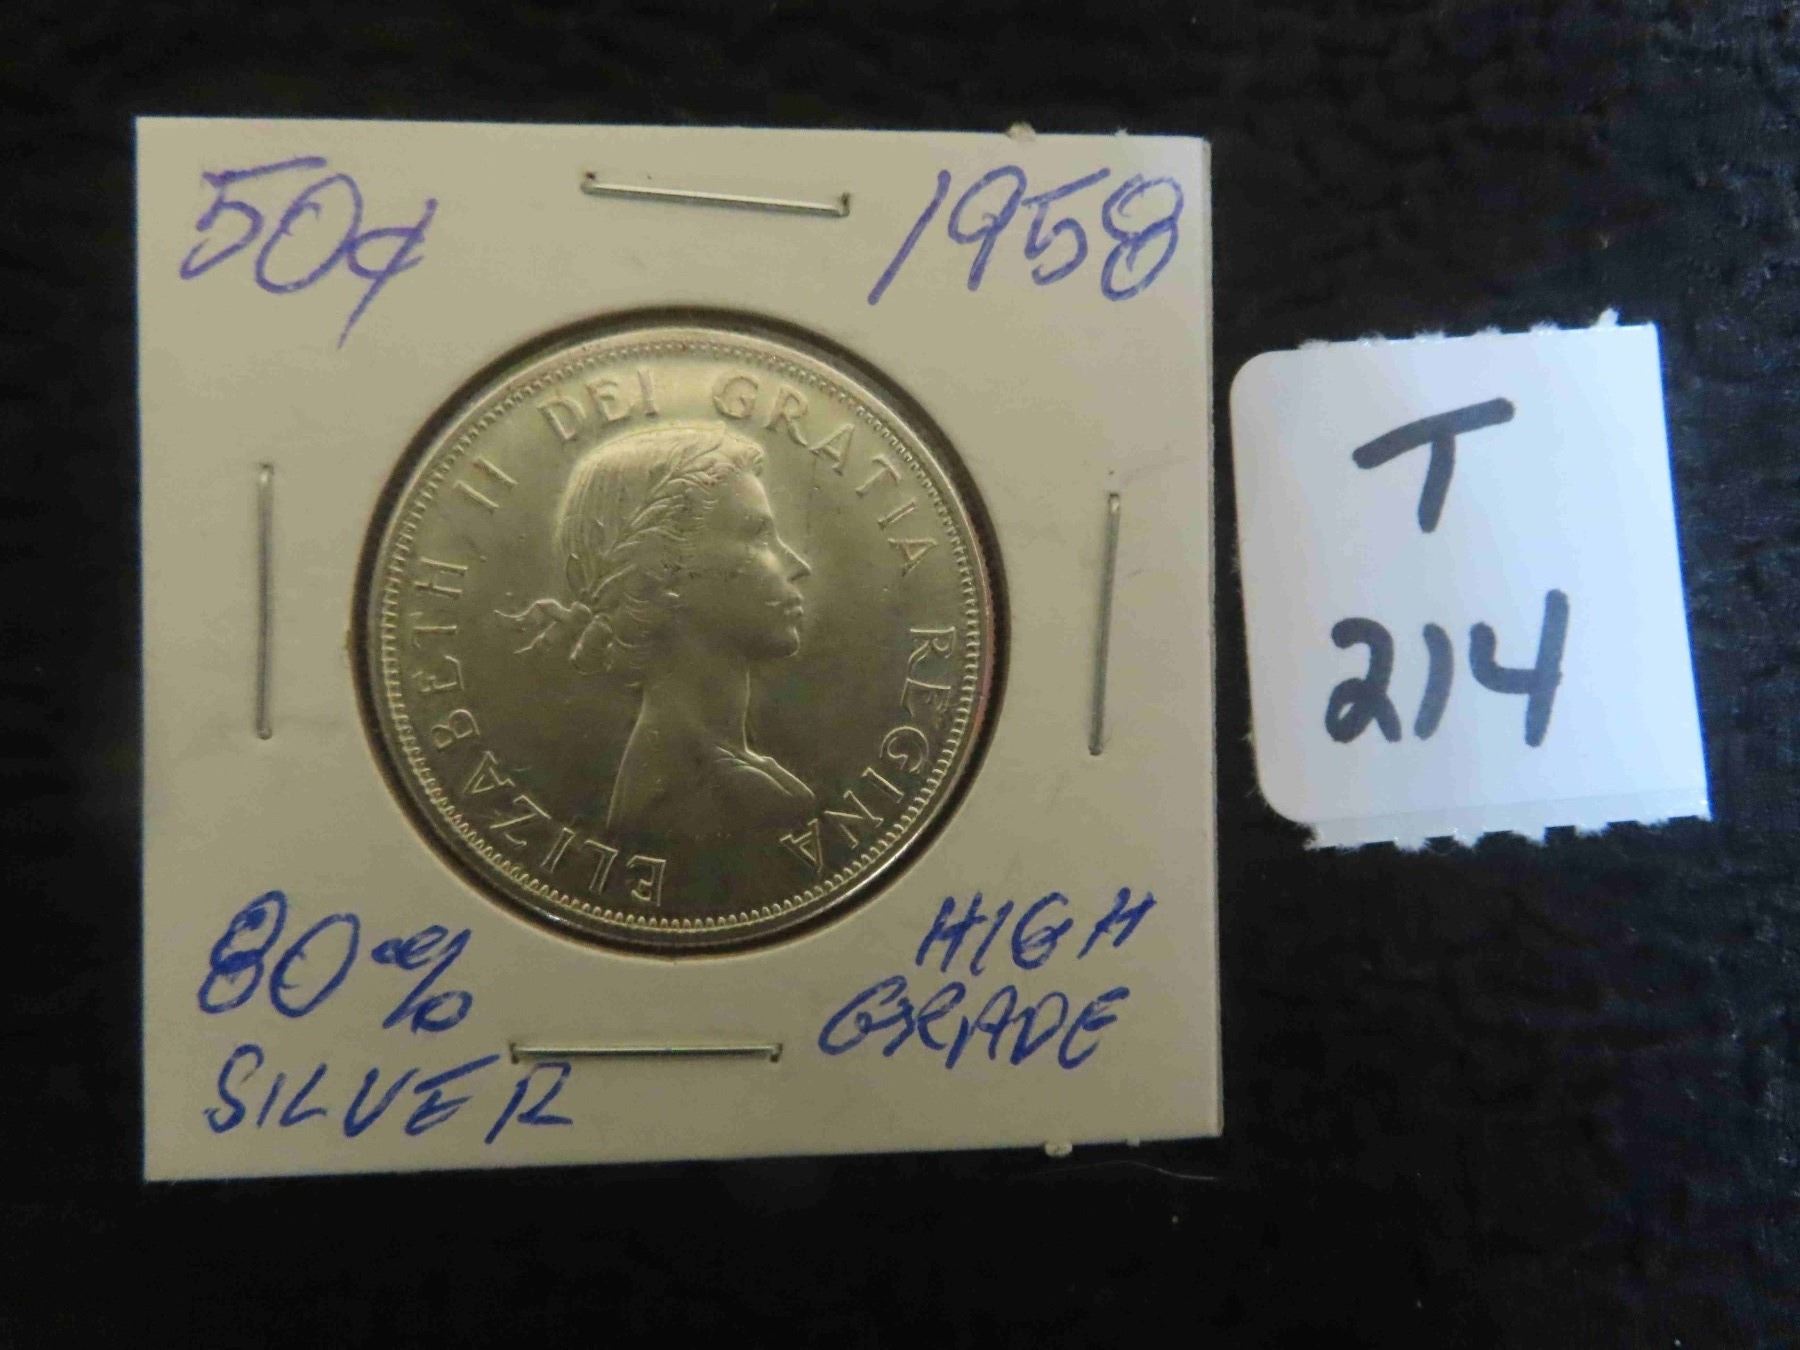 50¢ 1958
ELIZABETH II DEI GRATIA REGINA
80% SILVER
HIGH GRADE
T
214